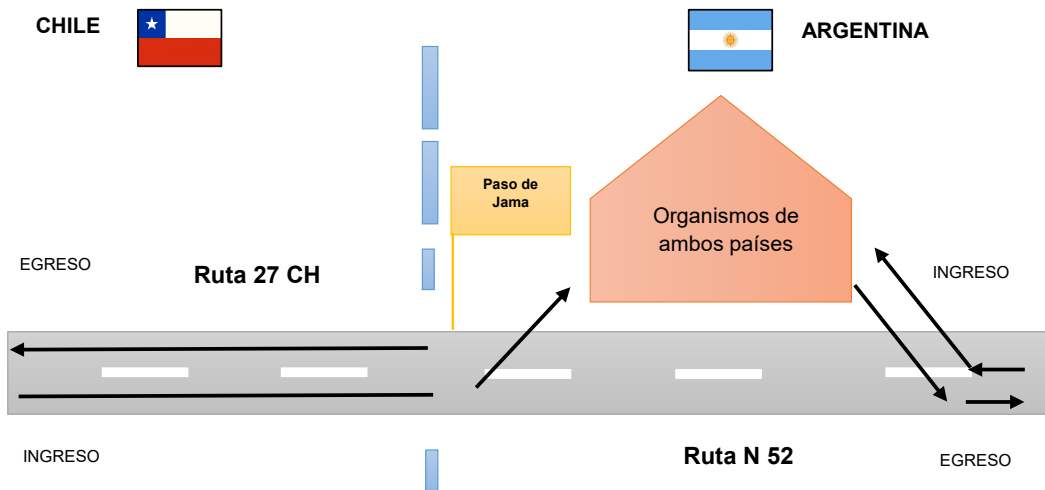 CHILE
ARGENTINA
Paso de
Jama
Organismos de
ambos países
EGRESO
Ruta 27 CH
INGRESO
INGRESO
Ruta N 52
EGRESO